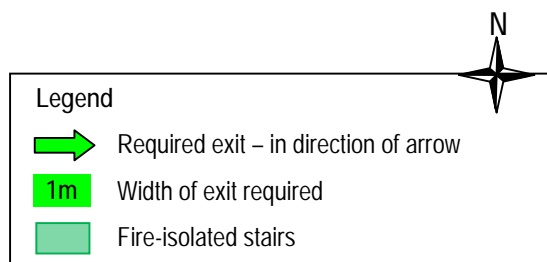 N
Legend
Required exit – in direction of arrow
1m Width of exit required
Fire-isolated stairs